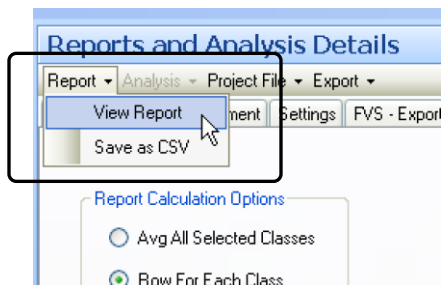 Reports and Analysis Details
Report Analysis Project File Export
View Report ment Settings FVS - Export
Save as CSV
Report Calculation Options
Avg All Selected Classes
Row For Each Class